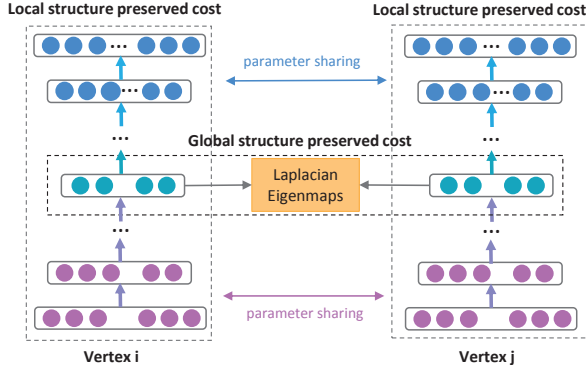 Local structure preserved cost
Local structure preserved cost
...
...
parameter sharing
...
...
...
...
Global structure preserved cost
Laplacian
Eigenmaps
...
...
parameter sharing
Vertex i
Vertex j